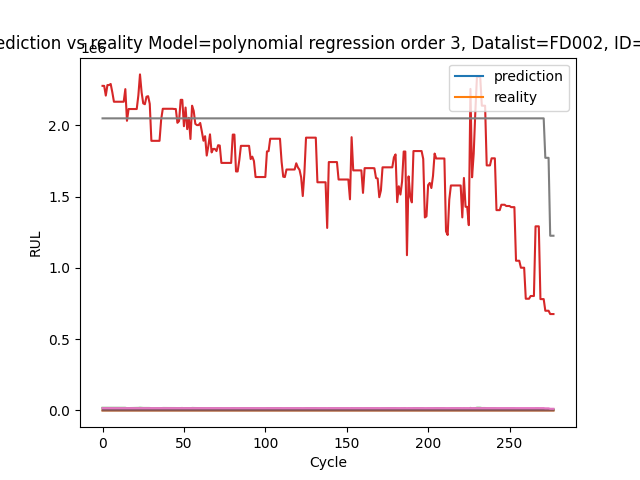 ediction vs reality Model=polynomial regression order 3, Datalist=FD002, ID=
1e6
prediction
reality
2.0
1.5
1.0
0.5
0.0
RUL
0
50
100
150
200
250
Cycle